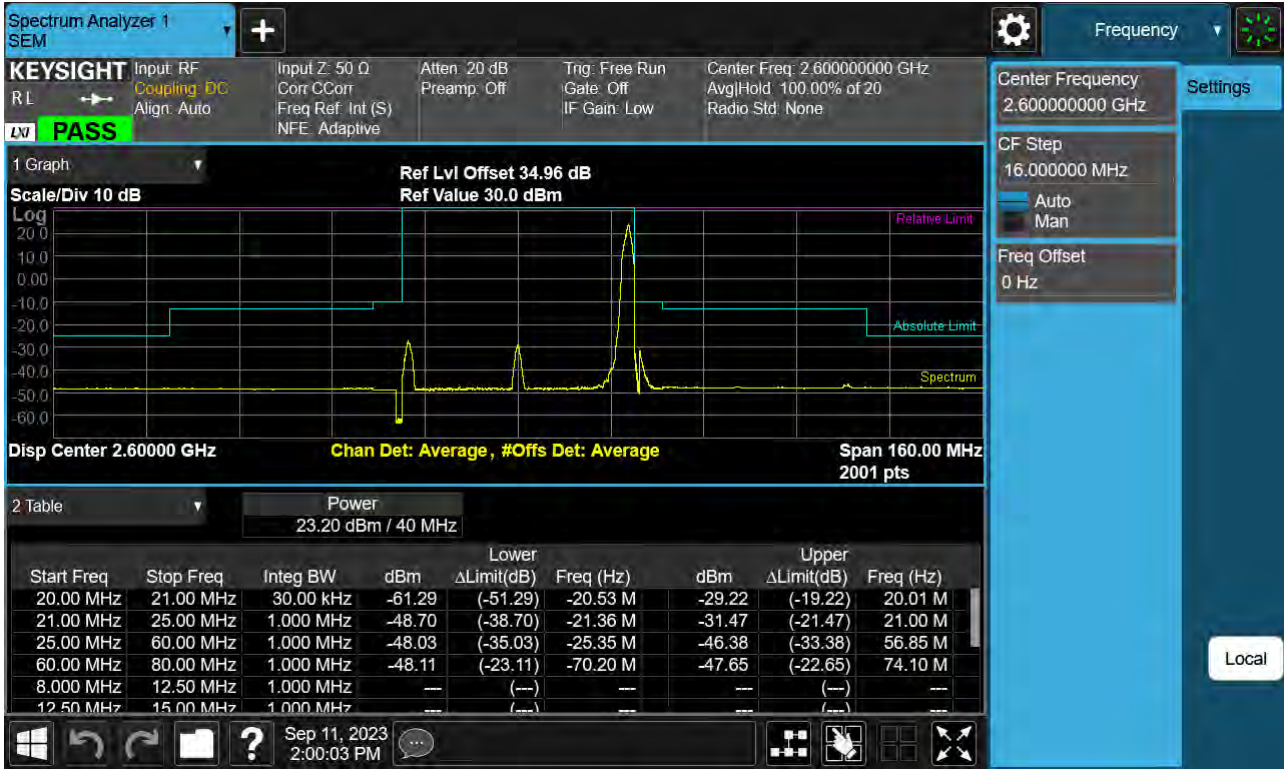 Spectrum Analyzer 1
SEM
Frequency
KEYSIGHT
R L
LXI
PASS
Input: RF
Coupling: DC
Align: Auto
Input Z: 50 Ω
Corr CCorr
Freq Ref: Int (S)
NFE: Adaptive
Atten: 20 dB
Preamp: Off
Trig: Free Run
Gate: Off
IF Gain: Low
Center Freq: 2.600000000 GHz
Avg|Hold: 100.00% of 20
Radio Std: None
Center Frequency
2.600000000 GHz
Settings
CF Step
16.000000 MHz
Auto
Man
Freq Offset
0 Hz
1 Graph
Scale/Div 10 dB
Ref Lvl Offset 34.96 dB
Ref Value 30.0 dBm
Log
20.0
10.0
0.00
-10.0
-20.0
-30.0
-40.0
-50.0
-60.0
Relative Limit
Absolute Limit
Spectrum
Disp Center 2.60000 GHz
Chan Det: Average, #Offs Det: Average
Span 160.00 MHz
2001 pts
2 Table
Power
23.20 dBm / 40 MHz
Lower Upper
Start Freq Stop Freq Integ BW dBm ΔLimit(dB) Freq (Hz) dBm ΔLimit(dB) Freq (Hz)
20.00 MHz 21.00 MHz 30.00 kHz -61.29 (-51.29) -20.53 M -29.22 (-19.22) 20.01 M
21.00 MHz 25.00 MHz 1.000 MHz -48.70 (-38.70) -21.36 M -31.47 (-21.47) 21.00 M
25.00 MHz 60.00 MHz 1.000 MHz -48.03 (-35.03) -25.35 M -46.38 (-33.38) 56.85 M
60.00 MHz 80.00 MHz 1.000 MHz -48.11 (-23.11) -70.20 M -47.65 (-22.65) 74.10 M
8.000 MHz 12.50 MHz 1.000 MHz --- (---) --- --- (---) ---
12.50 MHz 15.00 MHz 1.000 MHz --- (---) --- --- (---) ---
Local
?
Sep 11, 2023
2:00:03 PM